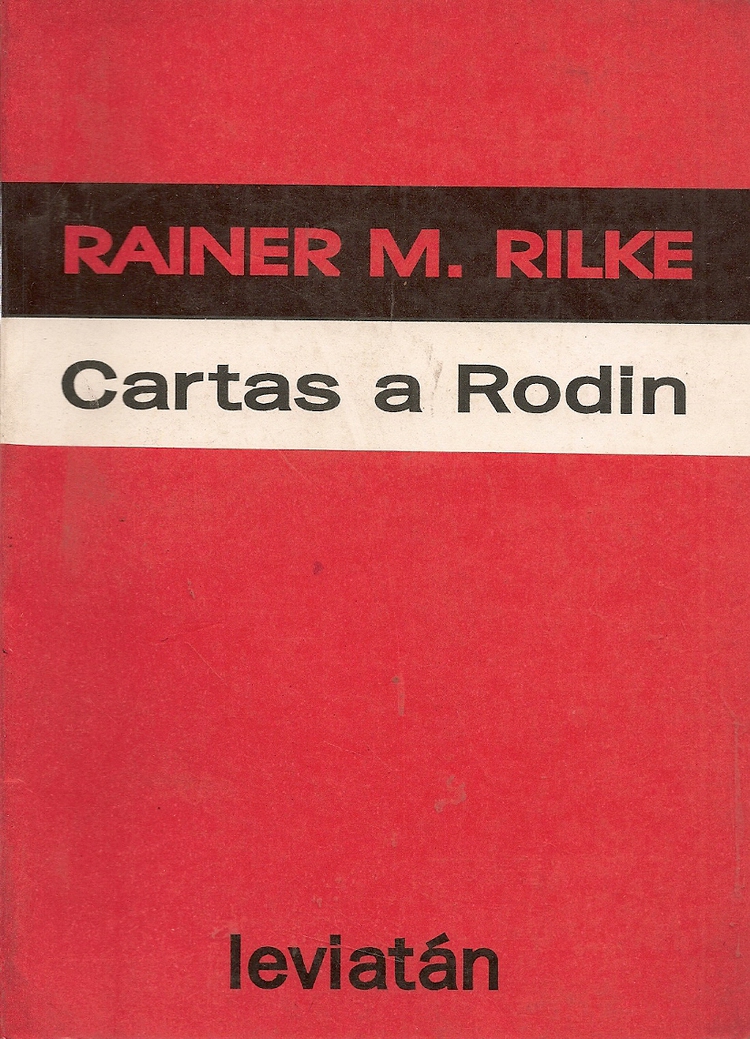 RAINER M. RILKE
Cartas a Rodin
leviatán